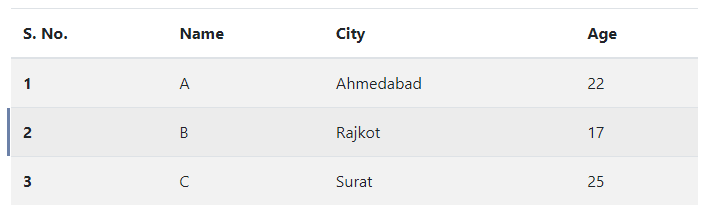 S. No. Name City Age
1 A Ahmedabad 22
2 B Rajkot 17
3 C Surat 25